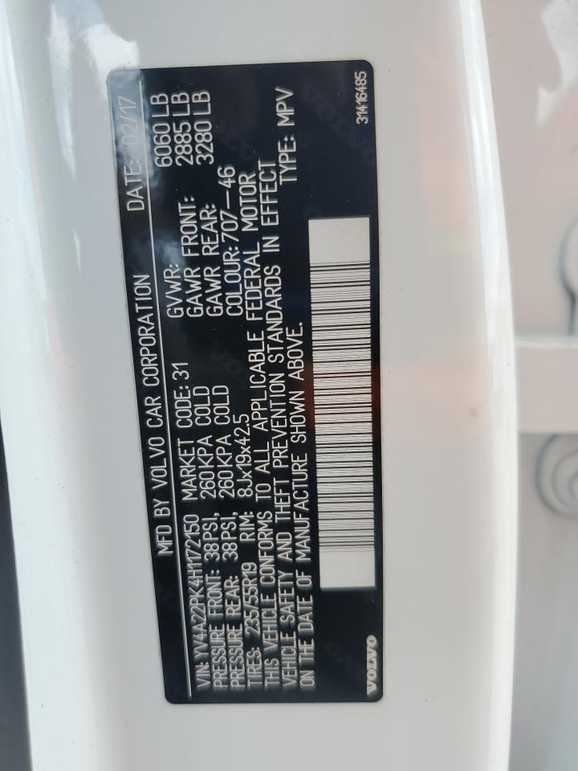 MFD BY VOLVO CAR CORPORATION DATE: 02/17
VIN: YV4A22PK4H1172150 GVWR: 6060 LB
MARKET CODE: 31 GAWR FRONT: 2885 LB
PRESSURE FRONT: 38PSI, 260KPA COLD GAWR REAR: 3280 LB
PRESSURE REAR: 38PSI, 260KPA COLD COLOUR: 707-46
TIRES: 235/55R19 RIM: 8Jx19x42.5
THIS VEHICLE CONFORMS TO ALL APPLICABLE FEDERAL MOTOR
VEHICLE SAFETY AND THEFT PREVENTION STANDARDS IN EFFECT
ON THE DATE OF MANUFACTURE SHOWN ABOVE. TYPE: MPV
VOLVO 31416485